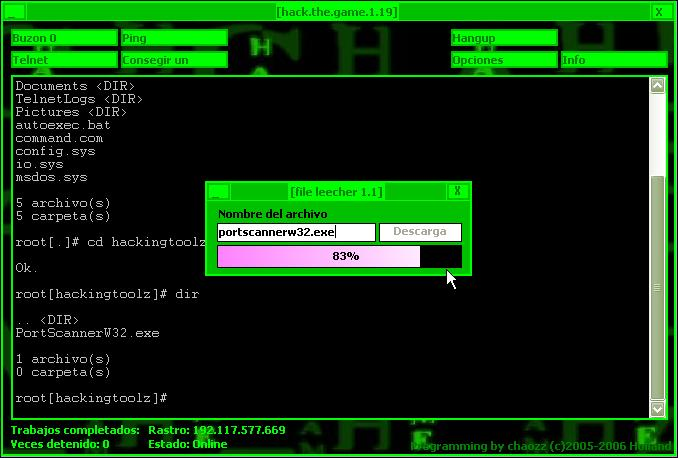 [hack.the.game.1.19]
Buzon 0 Ping Hangup
Telnet Consegir un Opciones Info
Documents <DIR>
TelnetLogs <DIR>
Pictures <DIR>
autoexec.bat
command.com
config.sys
io.sys
msdos.sys
5 archivo(s)
5 carpeta(s)
root[.]# cd hackingtoolz
Ok.
root[hackingtoolz]# dir
.. <DIR>
PortScannerW32.exe
1 archivo(s)
0 carpeta(s)
root[hackingtoolz]#
[file leecher 1.1]
Nombre del archivo
portscannerw32.exe Descarga
83%
Trabajos completados: Rastro: 192.117.577.669
Veces detenido: 0 Estado: Online
Programming by chaozz (c)2005-2006 Holland